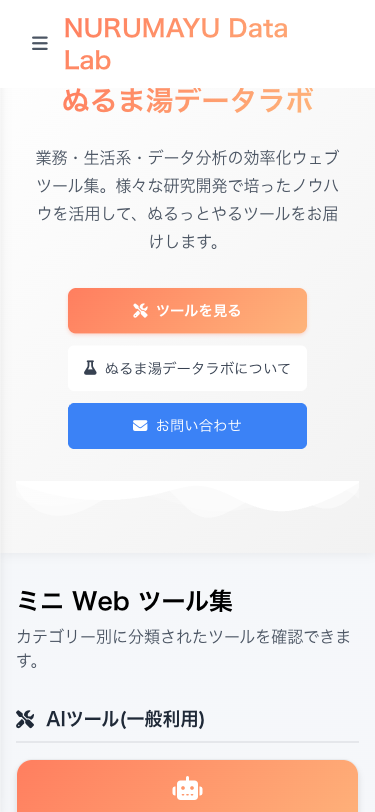 NURUMAYU Data
Lab
ぬるま湯データラボ
業務・生活系・データ分析の効率化ウェブ
ツール集。様々な研究開発で培ったノウハ
ウを活用して、ぬるっとやるツールをお届
けします。
ツールを見る
ぬるま湯データラボについて
お問い合わせ
ミニ Web ツール集
カテゴリー別に分類されたツールを確認できま
す。
AIツール(一般利用)